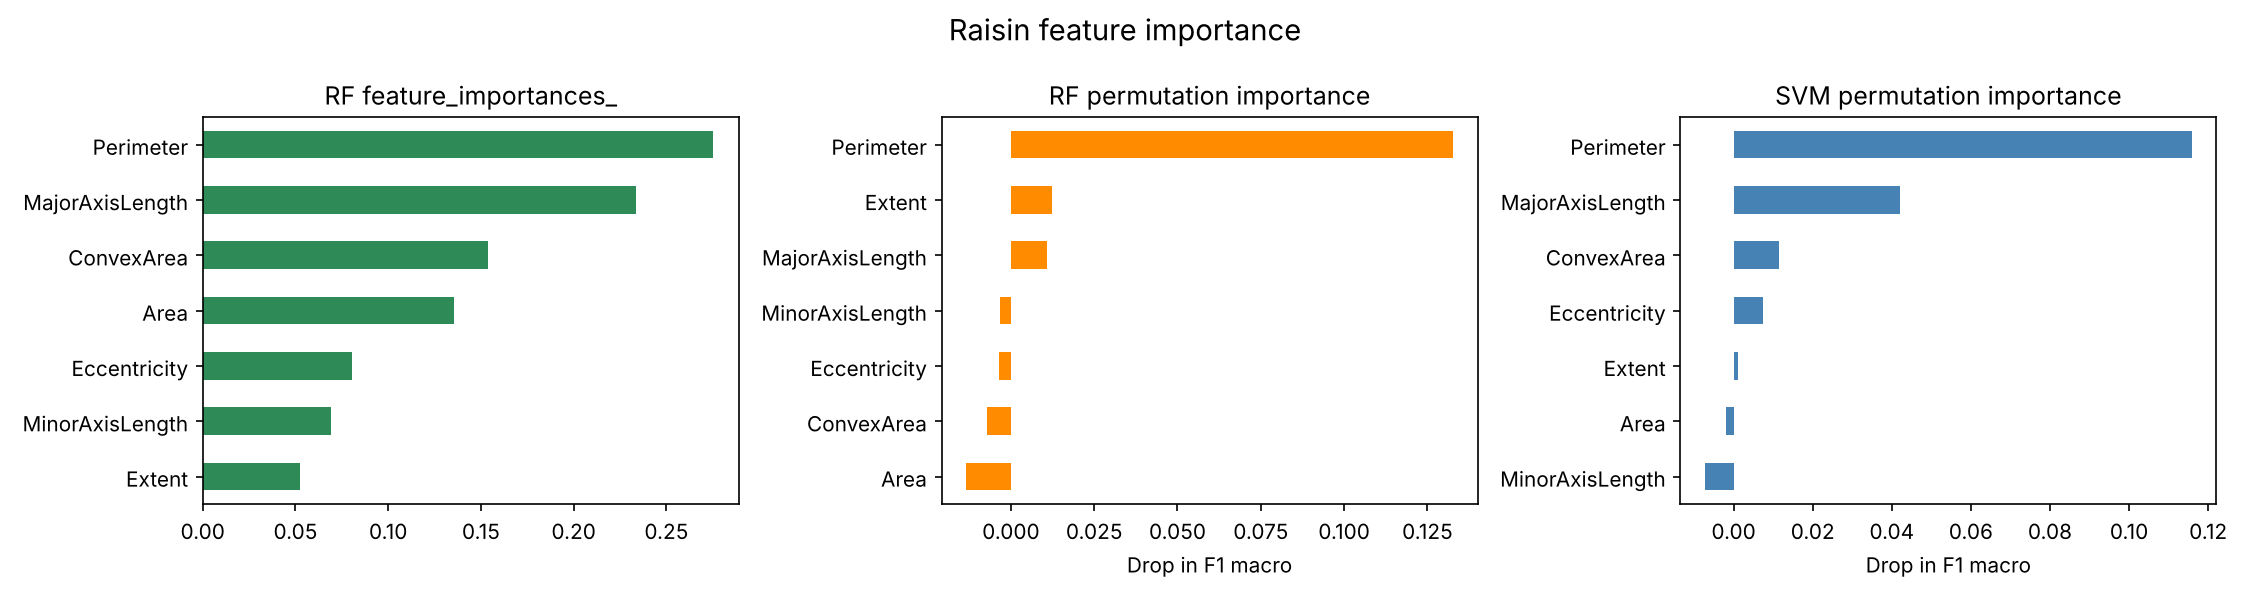 Raisin feature importance
RF feature_importances_
Perimeter
MajorAxisLength
ConvexArea
Area
Eccentricity
MinorAxisLength
Extent
0.00 0.05 0.10 0.15 0.20 0.25
RF permutation importance
Perimeter
Extent
MajorAxisLength
MinorAxisLength
Eccentricity
ConvexArea
Area
0.000 0.025 0.050 0.075 0.100 0.125
Drop in F1 macro
SVM permutation importance
Perimeter
MajorAxisLength
ConvexArea
Eccentricity
Extent
Area
MinorAxisLength
0.00 0.02 0.04 0.06 0.08 0.10 0.12
Drop in F1 macro